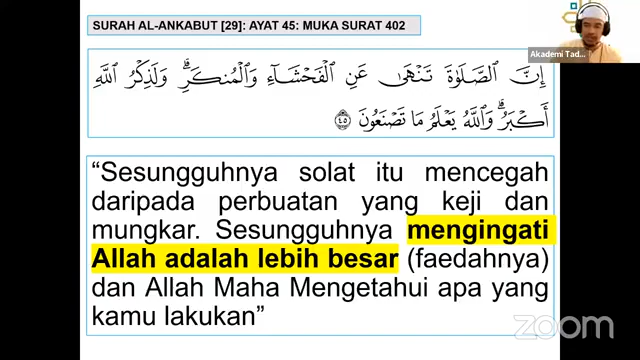 SURAH AL-ANKABUT [29]: AYAT 45: MUKA SURAT 402
Akademi Tad...
إِنَّ ٱلصَّلَوٰةَ تَنْهَىٰ عَنِ ٱلْفَحْشَآءِ وَٱلْمُنكَرِ ۗ وَلَذِكْرُ ٱللَّهِ
أَكْبَرُ ۗ وَٱللَّهُ يَعْلَمُ مَا تَصْنَعُونَ ٤٥
“Sesungguhnya solat itu mencegah
daripada perbuatan yang keji dan
mungkar. Sesungguhnya mengingati
Allah adalah lebih besar (faedahnya)
dan Allah Maha Mengetahui apa yang
kamu lakukan”
zoom